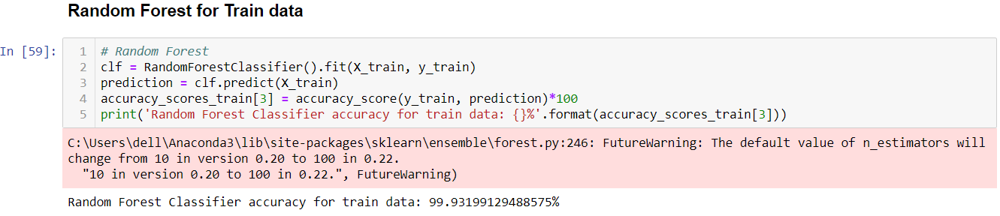 Random Forest for Train data
In [59]:
1 # Random Forest
2 clf = RandomForestClassifier().fit(X_train, y_train)
3 prediction = clf.predict(X_train)
4 accuracy_scores_train[3] = accuracy_score(y_train, prediction)*100
5 print('Random Forest Classifier accuracy for train data: {}%'.format(accuracy_scores_train[3]))
C:\Users\dell\Anaconda3\lib\site-packages\sklearn\ensemble\forest.py:246: FutureWarning: The default value of n_estimators will
change from 10 in version 0.20 to 100 in 0.22.
"10 in version 0.20 to 100 in 0.22.", FutureWarning)
Random Forest Classifier accuracy for train data: 99.93199129488575%